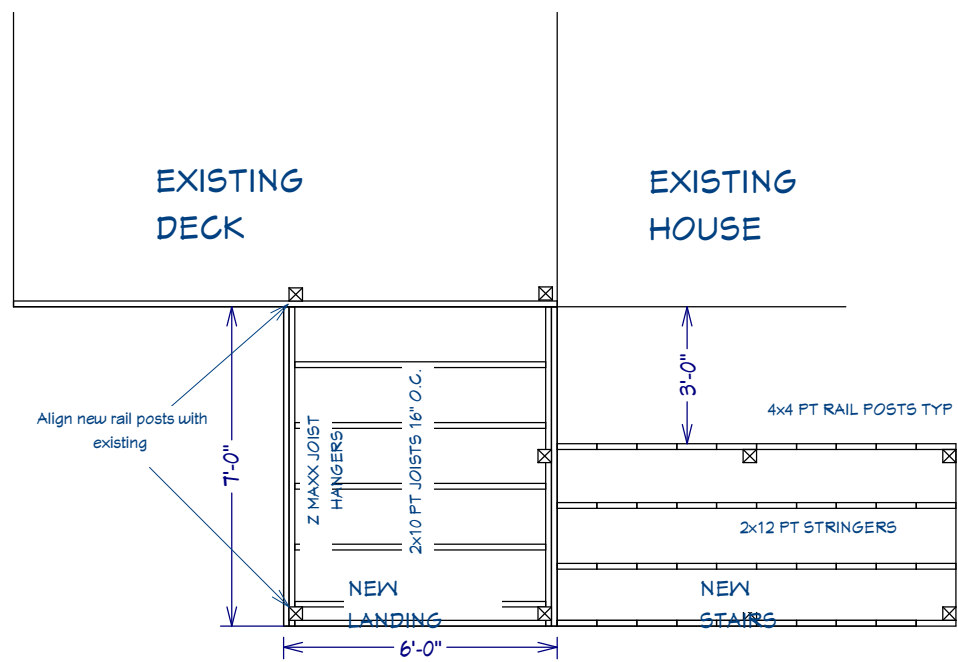 EXISTING
DECK
EXISTING
HOUSE
3'-0"
4x4 PT RAIL POSTS TYP
Align new rail posts with
existing
7'-0"
Z MAXX JOIST
HANGERS
2x10 PT JOISTS 16" O.C.
2x12 PT STRINGERS
NEW
LANDING
NEW
STAIRS
6'-0"